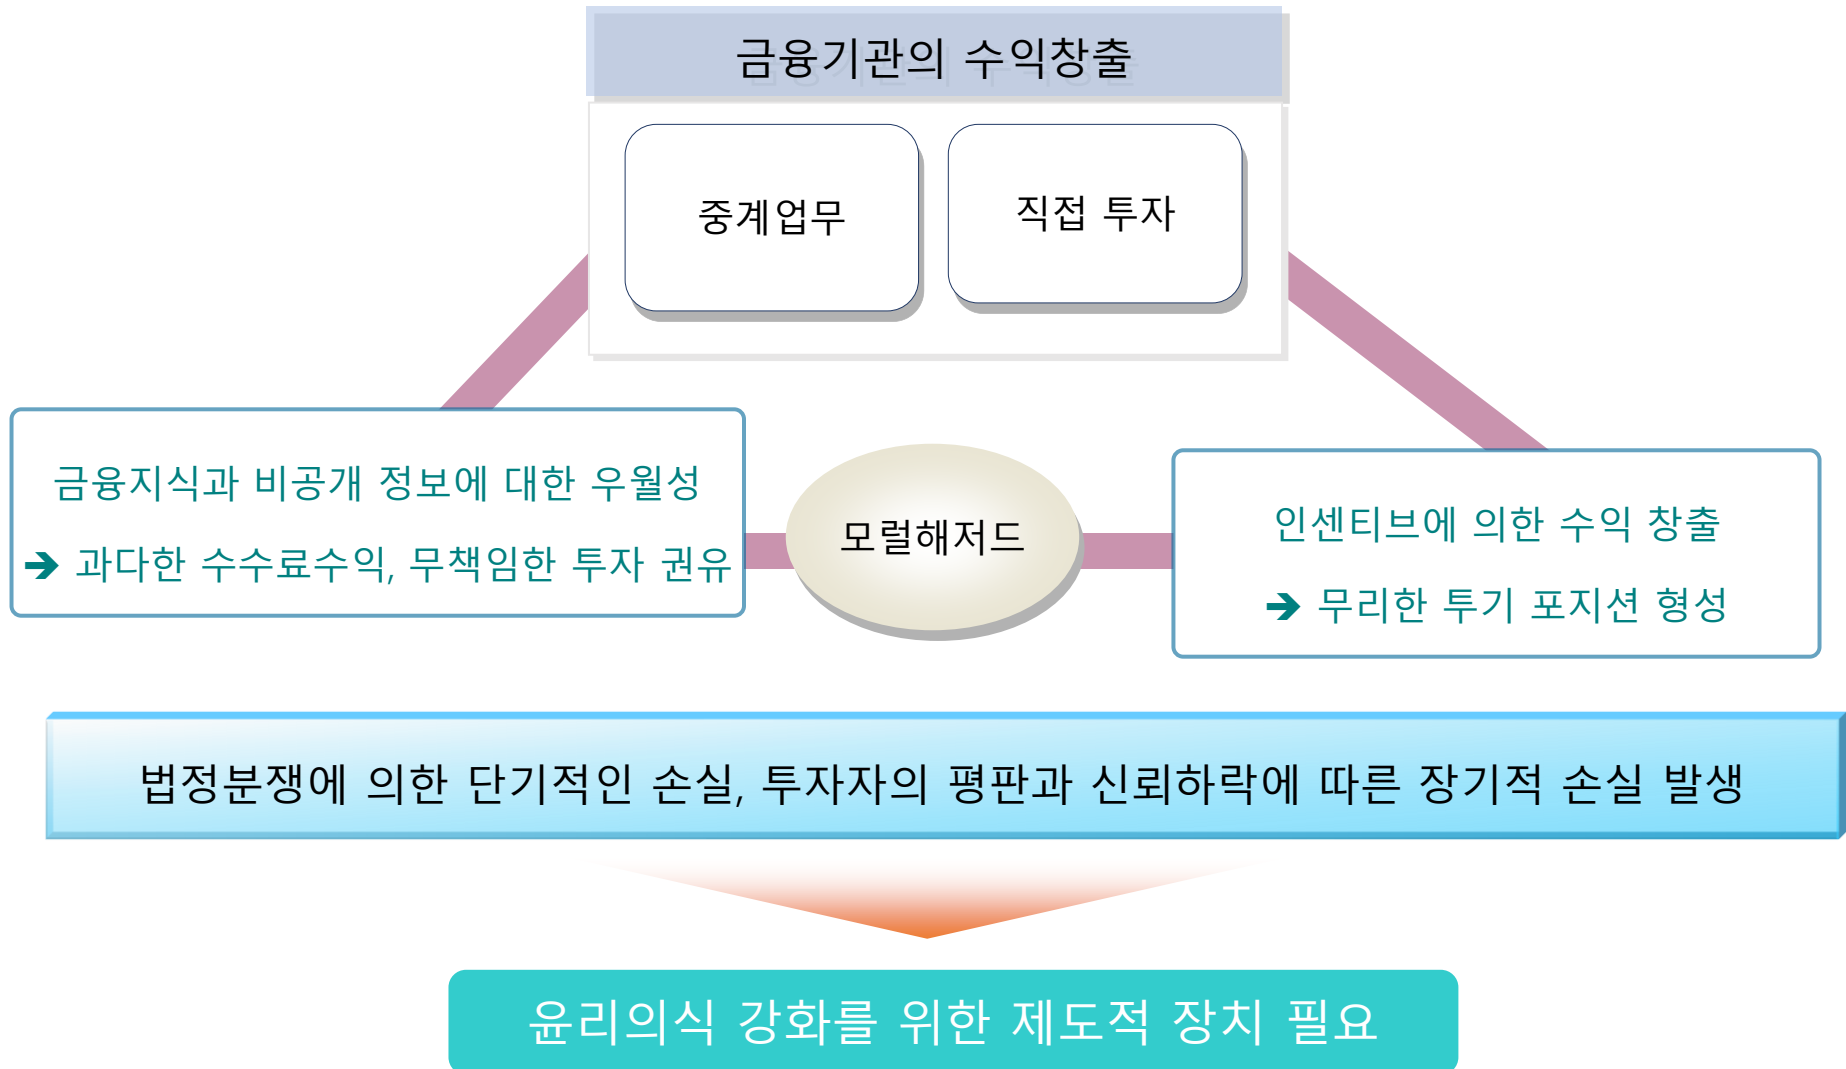 금융기관의 수익창출
중계업무
직접 투자
금융지식과 비공개 정보에 대한 우월성
➔ 과다한 수수료수익, 무책임한 투자 권유
모럴해저드
인센티브에 의한 수익 창출
➔ 무리한 투기 포지션 형성
법정분쟁에 의한 단기적인 손실, 투자자의 평판과 신뢰하락에 따른 장기적 손실 발생
윤리의식 강화를 위한 제도적 장치 필요